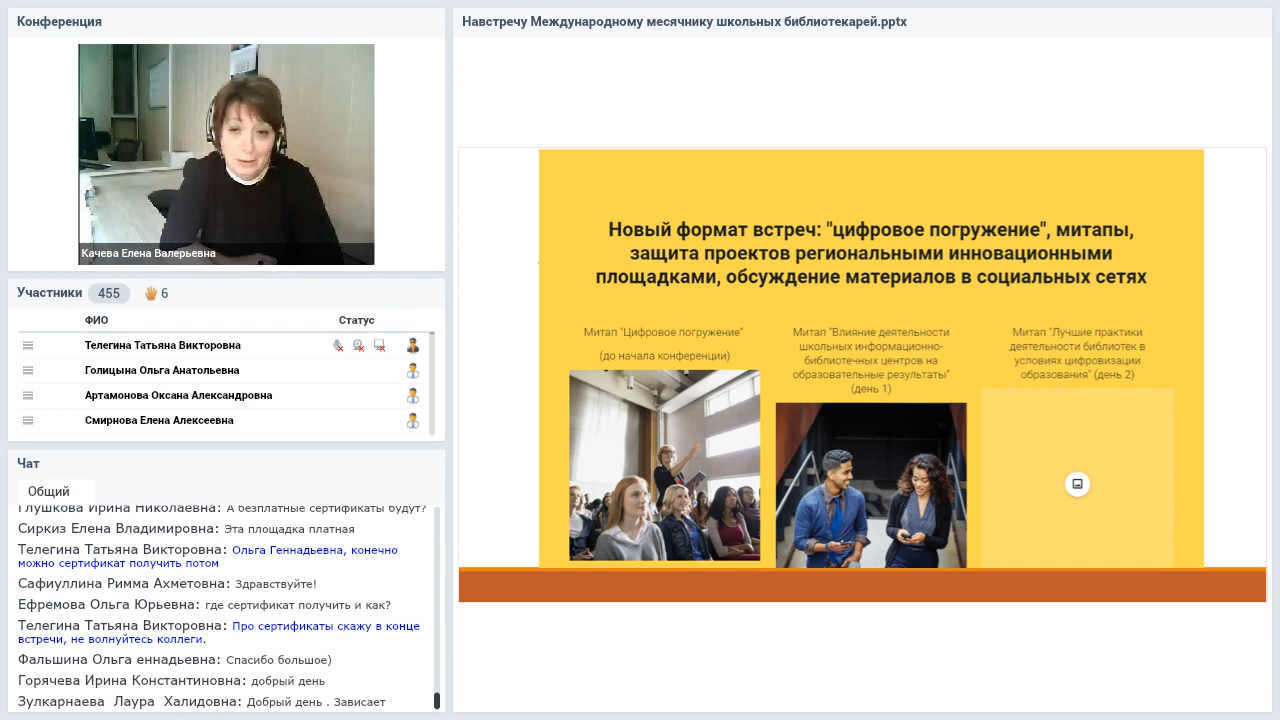 Конференция
Качева Елена Валерьевна
Участники 455 6
ФИО Статус
Телегина Татьяна Викторовна
Голицына Ольга Анатольевна
Артамонова Оксана Александровна
Смирнова Елена Алексеевна
Чат
Общий
Глушкова Ирина Николаевна: А безплатные сертификаты будут?
Сиркиз Елена Владимировна: Эта площадка платная
Телегина Татьяна Викторовна: Ольга Геннадьевна, конечно
можно сертификат получить потом
Сафиуллина Римма Ахметовна: Здравствуйте!
Ефремова Ольга Юрьевна: где сертификат получить и как?
Телегина Татьяна Викторовна: Про сертификаты скажу в конце
встречи, не волнуйтесь коллеги.
Фальшина Ольга еннадьевна: Спасибо большое)
Горячева Ирина Константиновна: добрый день
Зулкарнаева Лаура Халидовна: Добрый день . Зависает
Навстречу Международному месячнику школьных библиотекарей.pptx
Новый формат встреч: "цифровое погружение", митапы,
защита проектов региональными инновационными
площадками, обсуждение материалов в социальных сетях
Митап "Цифровое погружение"
(до начала конференции)
Митап "Влияние деятельности
школьных информационно-
библиотечных центров на
образовательные результаты"
(день 1)
Митап "Лучшие практики
деятельности библиотек в
условиях цифровизации
образования" (день 2)